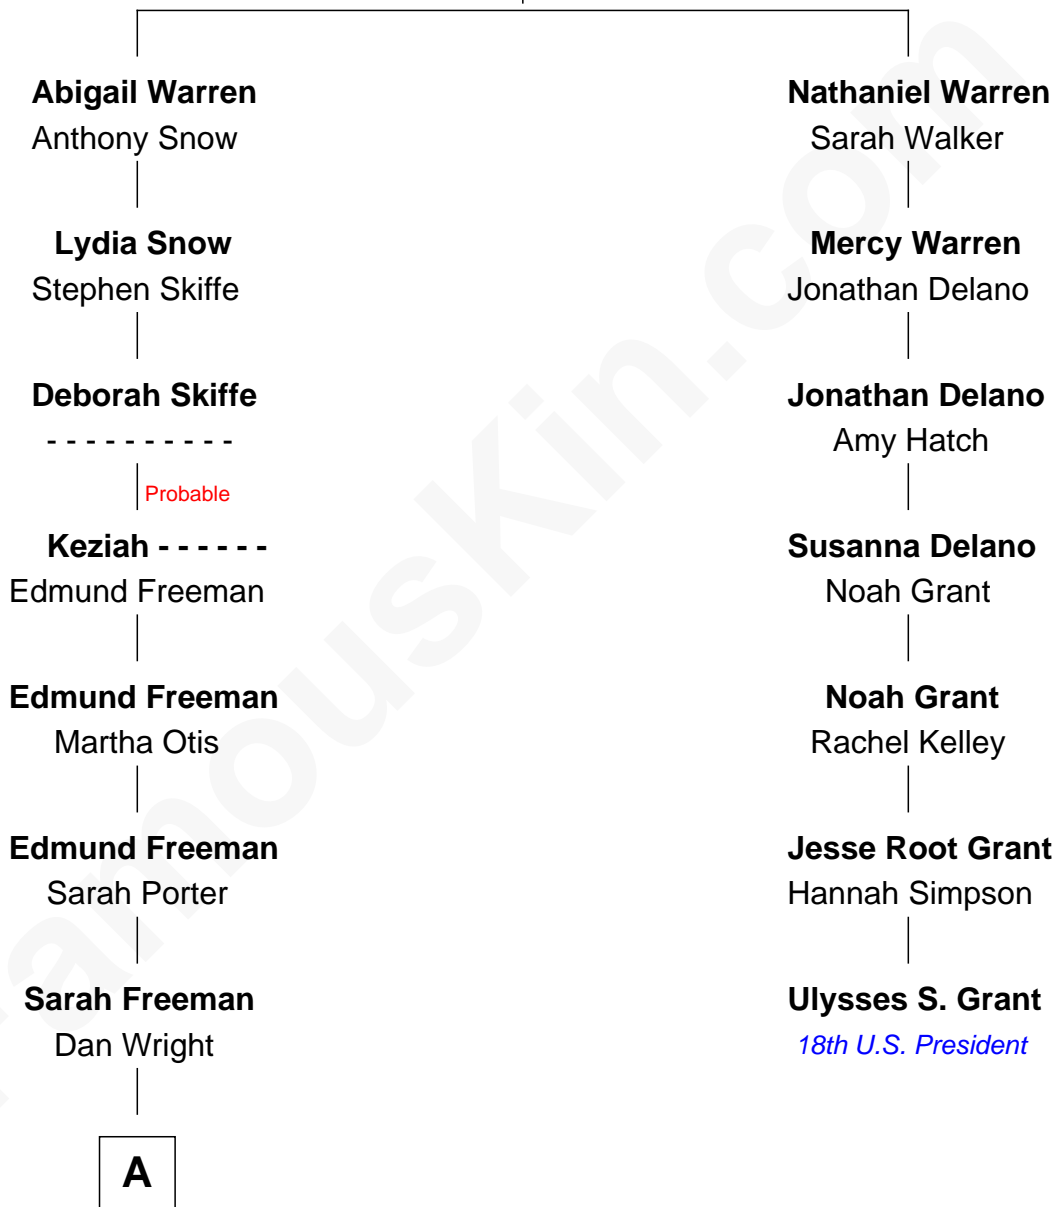 Abigail Warren
Anthony Snow
Lydia Snow
Stephen Skiffe
Deborah Skiffe
- - - - - - - - - -
Probable
Keziah - - - - - -
Edmund Freeman
Edmund Freeman
Martha Otis
Edmund Freeman
Sarah Porter
Sarah Freeman
Dan Wright
A
Nathaniel Warren
Sarah Walker
Mercy Warren
Jonathan Delano
Jonathan Delano
Amy Hatch
Susanna Delano
Noah Grant
Noah Grant
Rachel Kelley
Jesse Root Grant
Hannah Simpson
Ulysses S. Grant
18th U.S. President
FamousKin.com